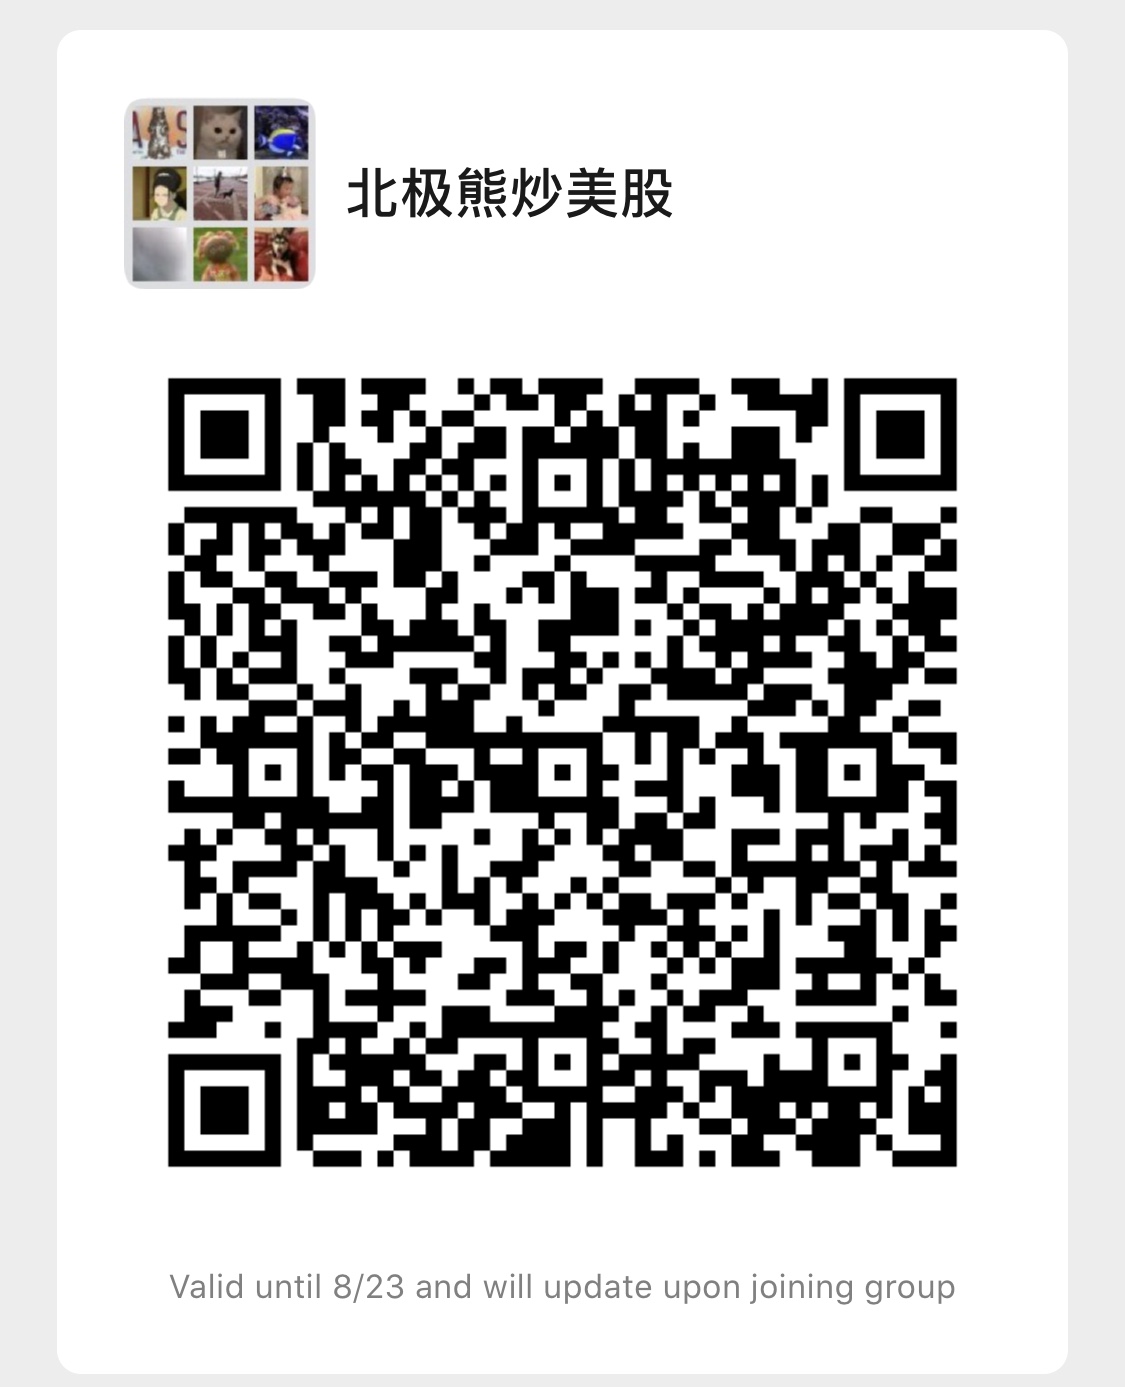 北极熊炒美股
Valid until 8/23 and will update upon joining group